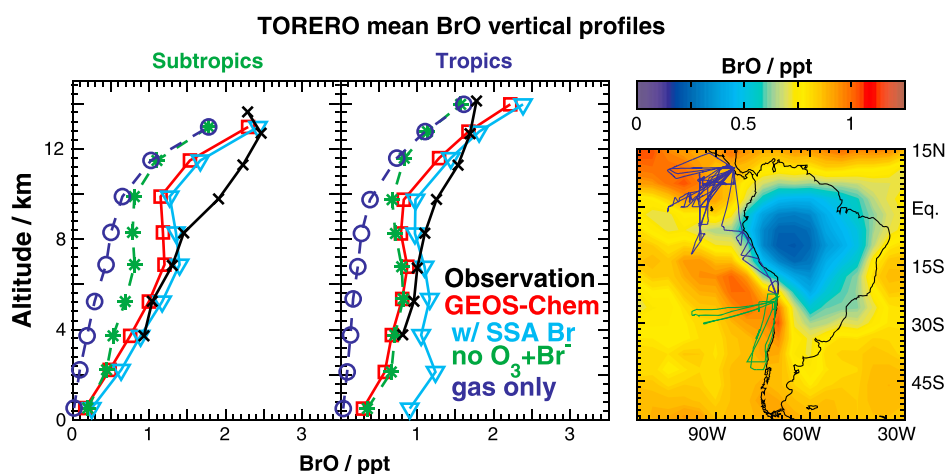 TORERO mean BrO vertical profiles
Subtropics
Tropics
BrO / ppt
0 0.5 1
Altitude / km
12
8
4
0
0 1 2 3
1 2 3
BrO / ppt
Observation
GEOS-Chem
w/ SSA Br
no O₃+Br⁻
gas only
15N
Eq.
15S
30S
45S
90W 60W 30W